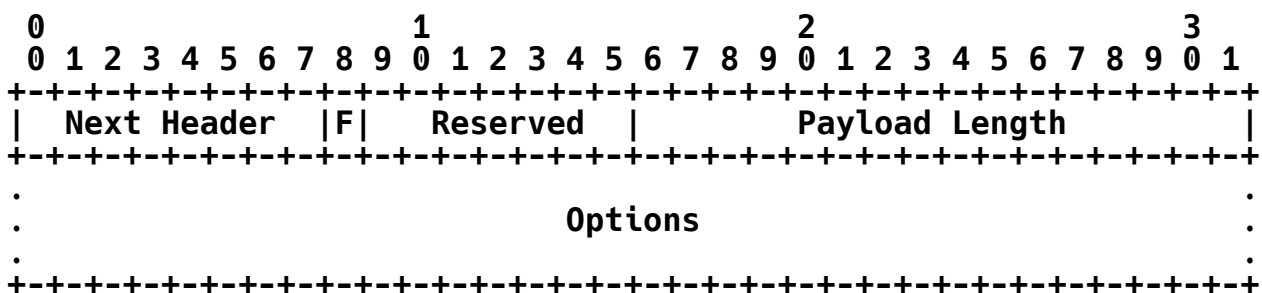 0                   1                   2                   3
 0 1 2 3 4 5 6 7 8 9 0 1 2 3 4 5 6 7 8 9 0 1 2 3 4 5 6 7 8 9 0 1
+-+-+-+-+-+-+-+-+-+-+-+-+-+-+-+-+-+-+-+-+-+-+-+-+-+-+-+-+-+-+-+-+
|  Next Header  |F|   Reserved  |        Payload Length         |
+-+-+-+-+-+-+-+-+-+-+-+-+-+-+-+-+-+-+-+-+-+-+-+-+-+-+-+-+-+-+-+-+
.                                                               .
.                            Options                            .
.                                                               .
+-+-+-+-+-+-+-+-+-+-+-+-+-+-+-+-+-+-+-+-+-+-+-+-+-+-+-+-+-+-+-+-+